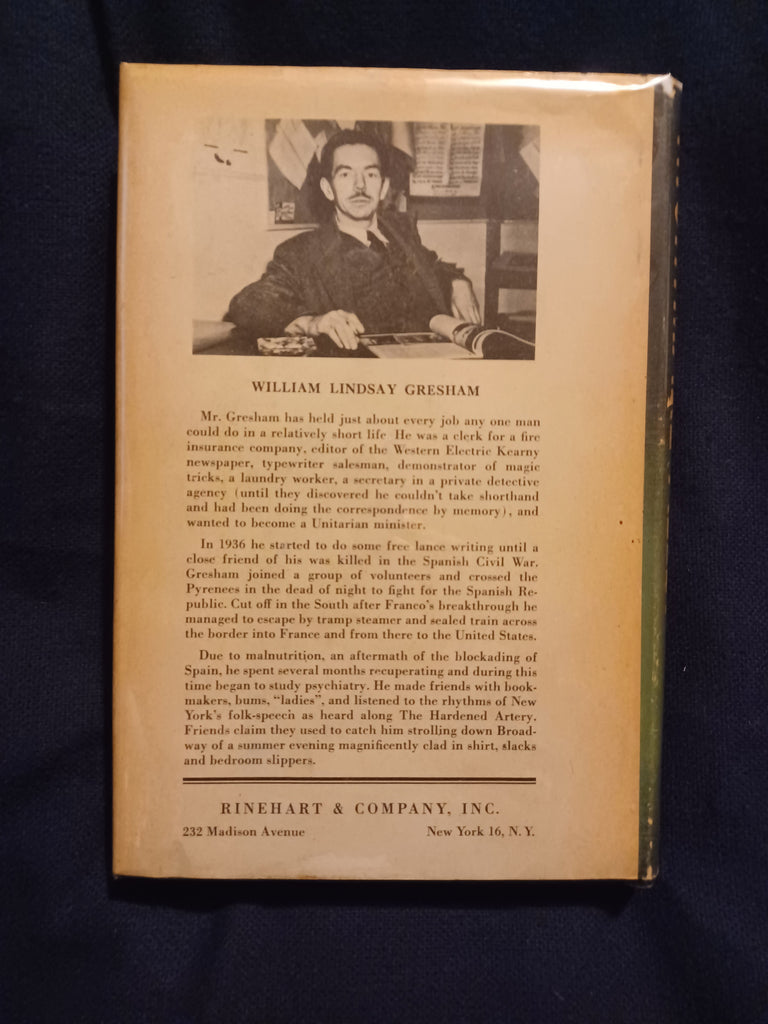 WILLIAM LINDSAY GRESHAM
Mr. Gresham has held just about every job any one man
could do in a relatively short life. He was a clerk for a fire
insurance company, editor of the Western Electric Kearny
newspaper, typewriter salesman, demonstrator of magic
tricks, a laundry worker, a secretary in a private detective
agency (until they discovered he couldn't take shorthand
and had been doing the correspondence by memory), and
wanted to become a Unitarian minister.
In 1936 he started to do some free lance writing until a
close friend of his was killed in the Spanish Civil War.
Gresham joined a group of volunteers and crossed the
Pyrenees in the dead of night to fight for the Spanish Re-
public. Cut off in the South after Franco's breakthrough he
managed to escape by tramp steamer and sealed train across
the border into France and from there to the United States.
Due to malnutrition, an aftermath of the blockading of
Spain, he spent several months recuperating and during this
time began to study psychiatry. He made friends with book-
makers, bums, "ladies", and listened to the rhythms of New
York's folk-speech as heard along The Hardened Artery.
Friends claim they used to catch him strolling down Broad-
way of a summer evening magnificently clad in shirt, slacks
and bedroom slippers.
RINEHART & COMPANY, INC.
232 Madison Avenue New York 16, N. Y.